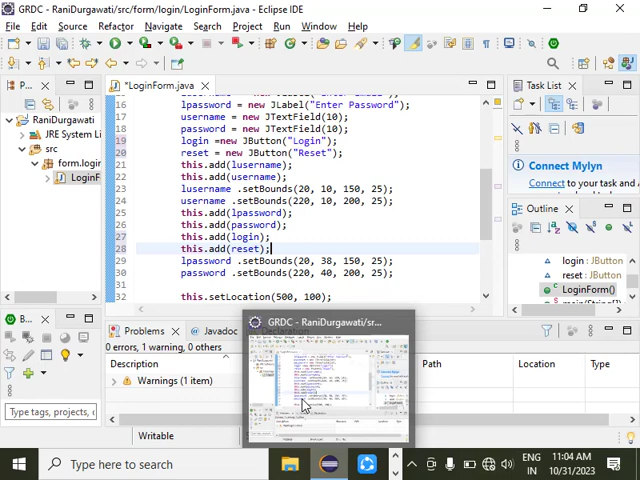 GRDC - RaniDurgawati/src/form/login/LoginForm.java - Eclipse IDE
File Edit Source Refactor Navigate Search Project Run Window Help
P...
RaniDurgawati
JRE System Li
src
form.login
LoginF
*LoginForm.java
16 lpassword = new JLabel("Enter Password");
17 username = new JTextField(10);
18 password = new JTextField(10);
19 login =new JButton("Login");
20 reset = new JButton("Reset");
21 this.add(lusername);
22 this.add(username);
23 lusername .setBounds(20, 10, 150, 25);
24 username .setBounds(220, 10, 200, 25);
25 this.add(lpassword);
26 this.add(password);
27 this.add(login);
28 this.add(reset);
29 lpassword .setBounds(20, 38, 150, 25);
30 password .setBounds(220, 40, 200, 25);
31
32 this.setLocation(500, 100);
Task List
Connect Mylyn
Connect to your task and
Outline
login : JButton
reset : JButton
LoginForm()
main(String[])
B...
type tags
Problems Javadoc Declaration
0 errors, 1 warning, 0 others
Description Path Location Type
Warnings (1 item)
GRDC - RaniDurgawati/sr...
Writable
Type here to search
ENG
IN
11:04 AM
10/31/2023